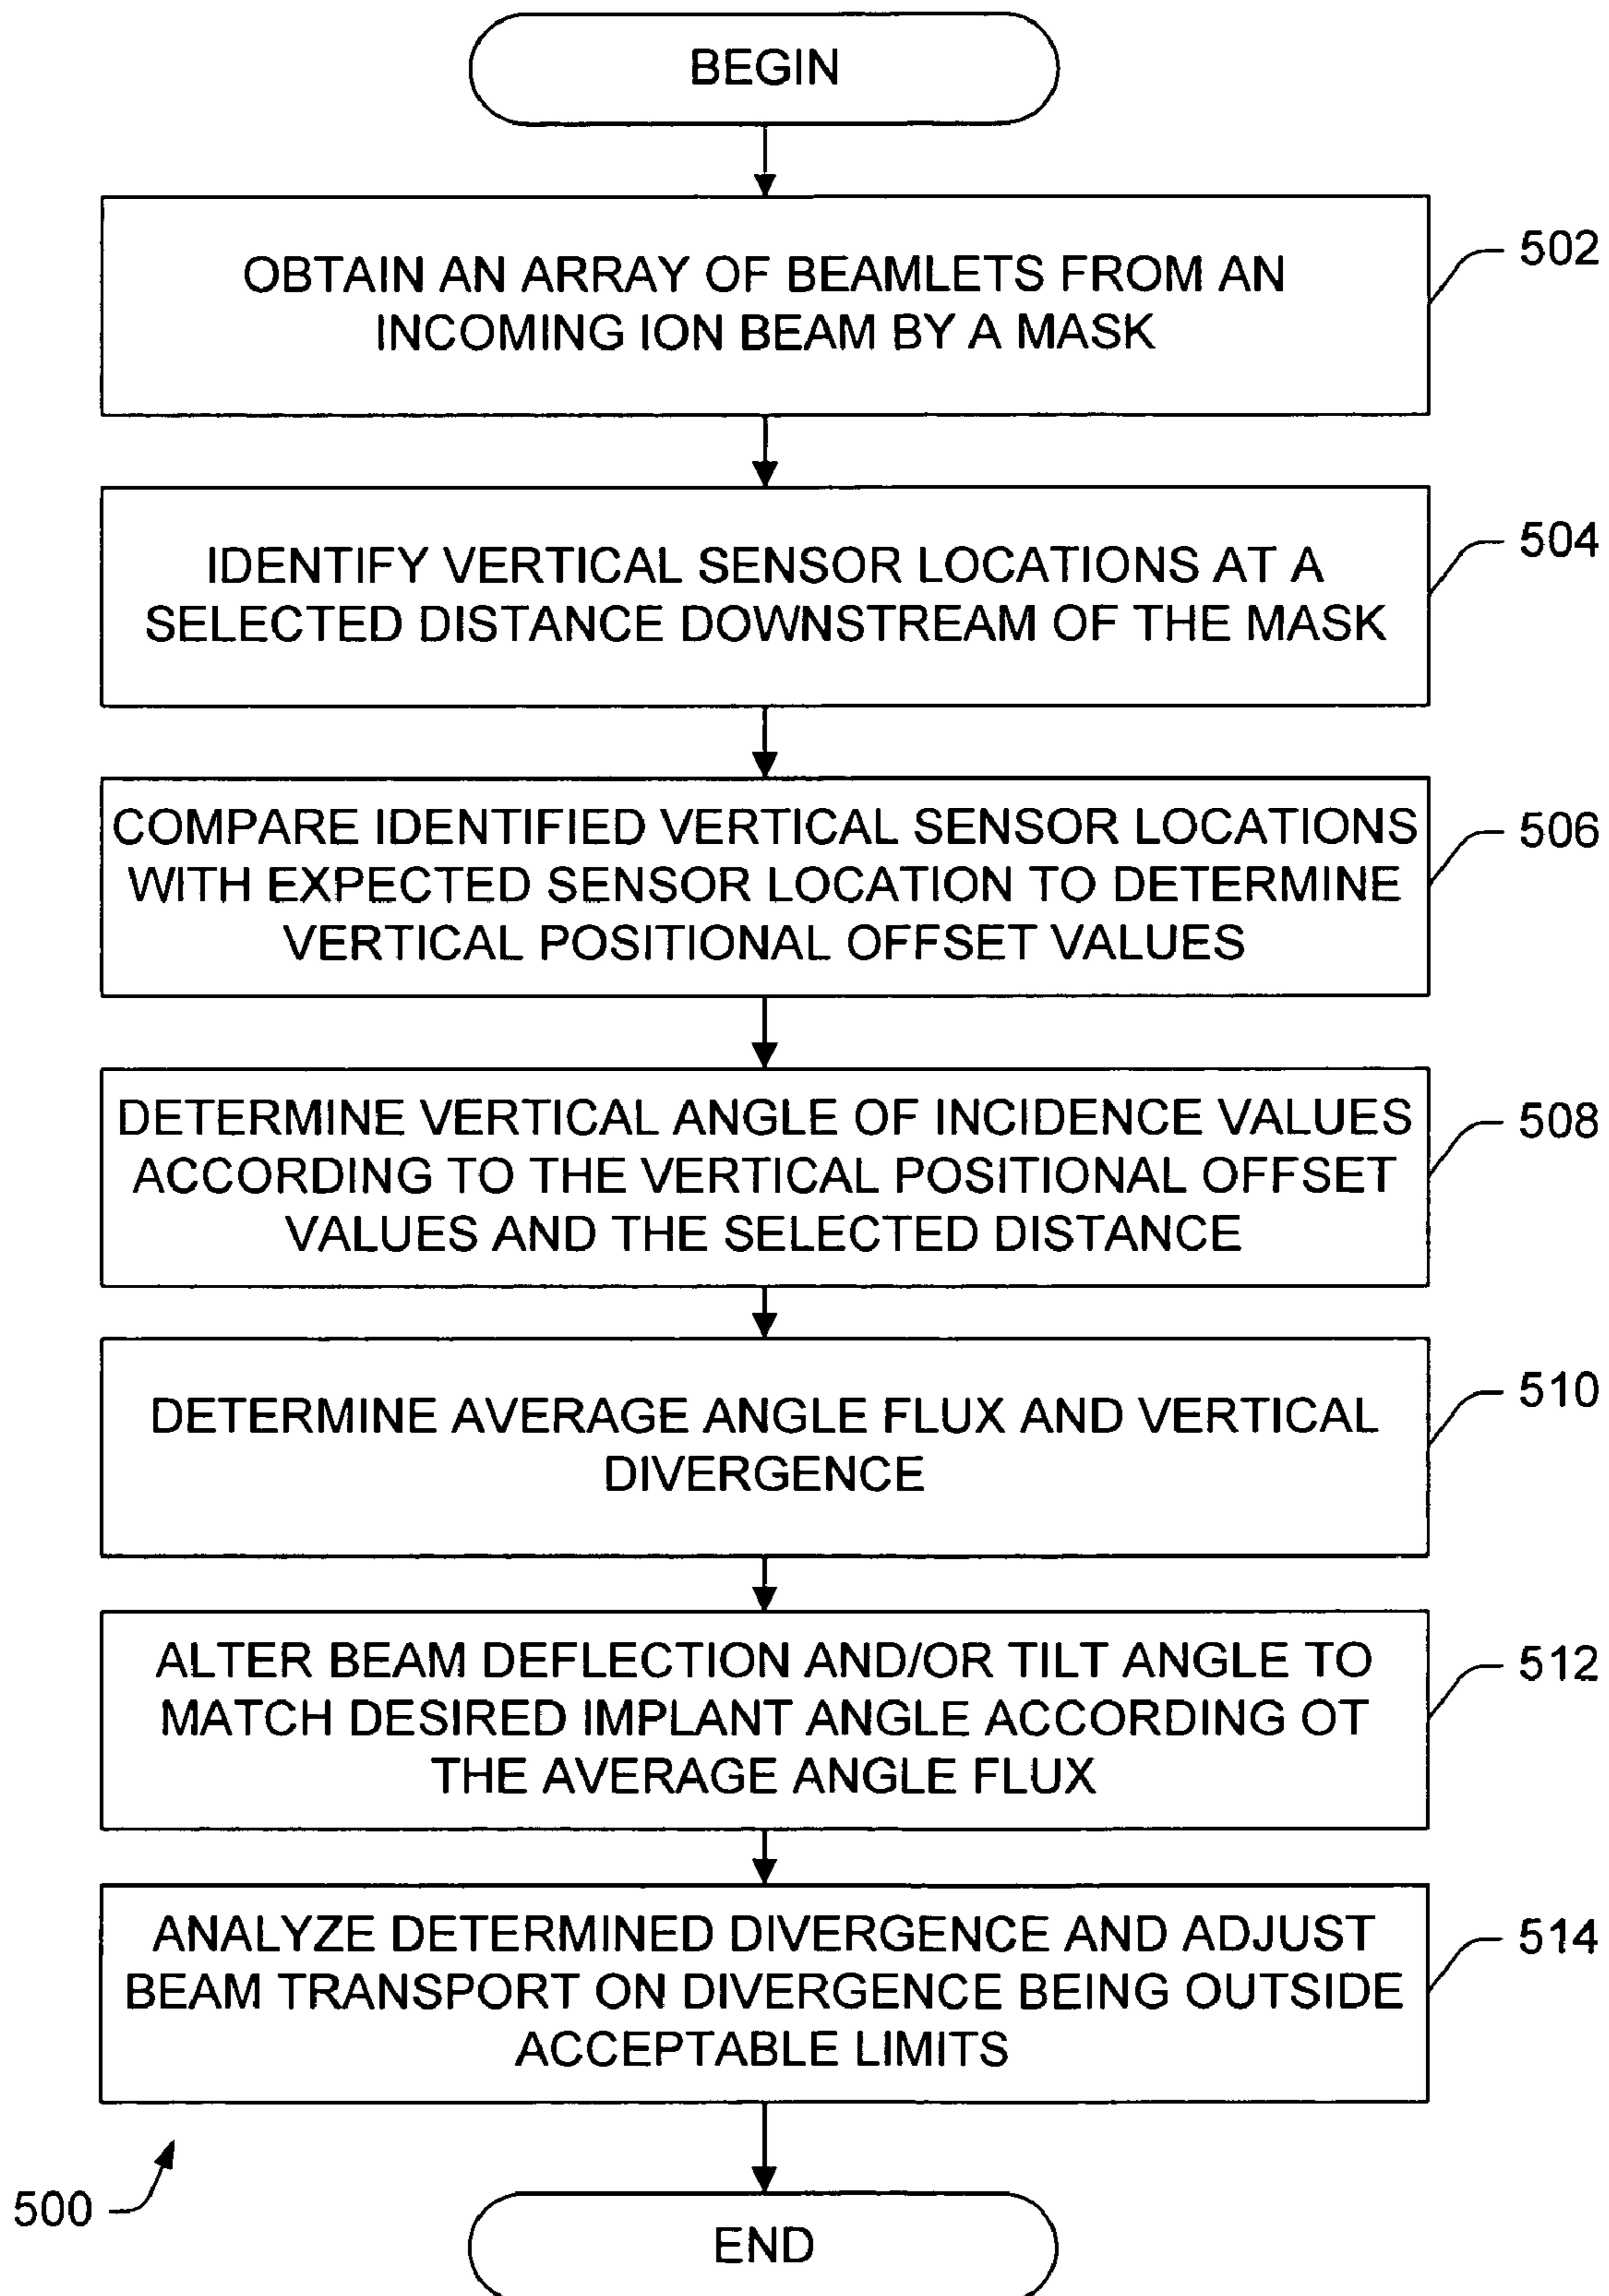 BEGIN
OBTAIN AN ARRAY OF BEAMLETS FROM AN
INCOMING ION BEAM BY A MASK
502
IDENTIFY VERTICAL SENSOR LOCATIONS AT A
SELECTED DISTANCE DOWNSTREAM OF THE MASK
504
COMPARE IDENTIFIED VERTICAL SENSOR LOCATIONS
WITH EXPECTED SENSOR LOCATION TO DETERMINE
VERTICAL POSITIONAL OFFSET VALUES
506
DETERMINE VERTICAL ANGLE OF INCIDENCE VALUES
ACCORDING TO THE VERTICAL POSITIONAL OFFSET
VALUES AND THE SELECTED DISTANCE
508
DETERMINE AVERAGE ANGLE FLUX AND VERTICAL
DIVERGENCE
510
ALTER BEAM DEFLECTION AND/OR TILT ANGLE TO
MATCH DESIRED IMPLANT ANGLE ACCORDING OT
THE AVERAGE ANGLE FLUX
512
ANALYZE DETERMINED DIVERGENCE AND ADJUST
BEAM TRANSPORT ON DIVERGENCE BEING OUTSIDE
ACCEPTABLE LIMITS
514
500
END